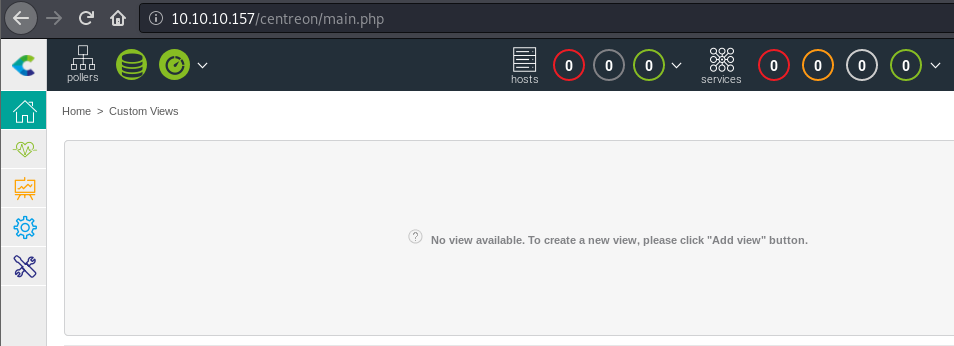 10.10.10.157/centreon/main.php
pollers
hosts
0 0 0
services
0 0 0 0
Home > Custom Views
? No view available. To create a new view, please click "Add view" button.